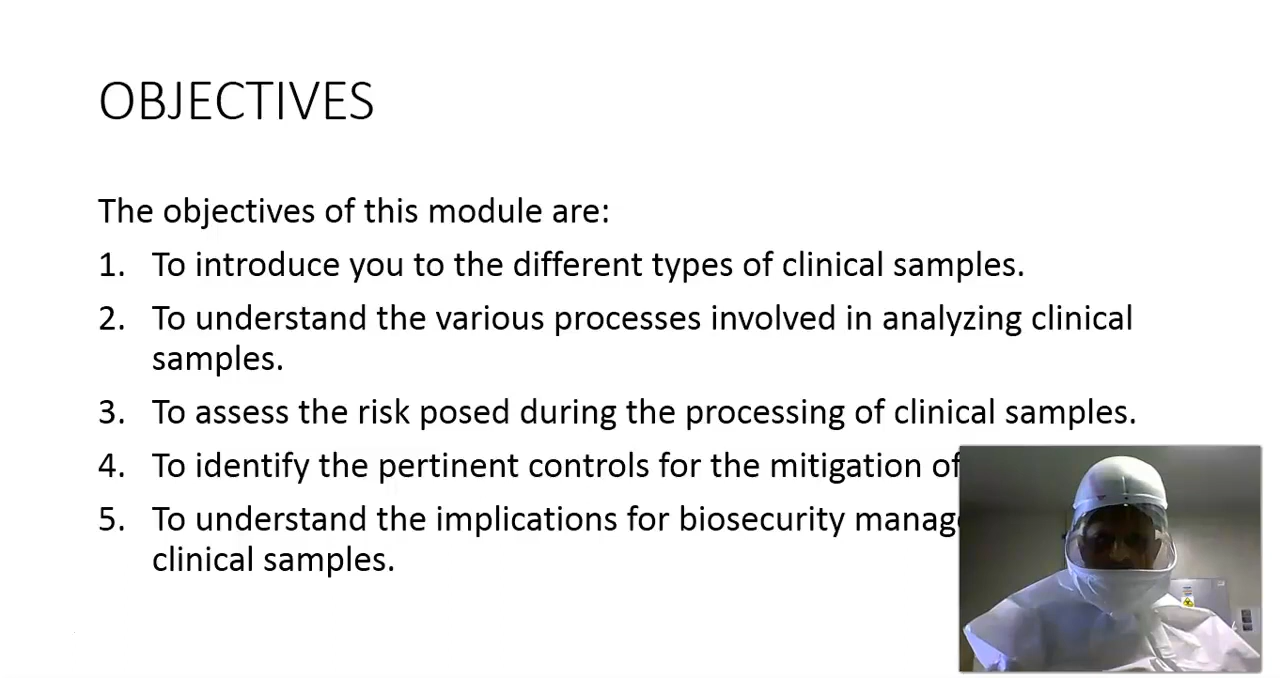 OBJECTIVES
The objectives of this module are:
1. To introduce you to the different types of clinical samples.
2. To understand the various processes involved in analyzing clinical
samples.
3. To assess the risk posed during the processing of clinical samples.
4. To identify the pertinent controls for the mitigation of
5. To understand the implications for biosecurity
clinical samples.